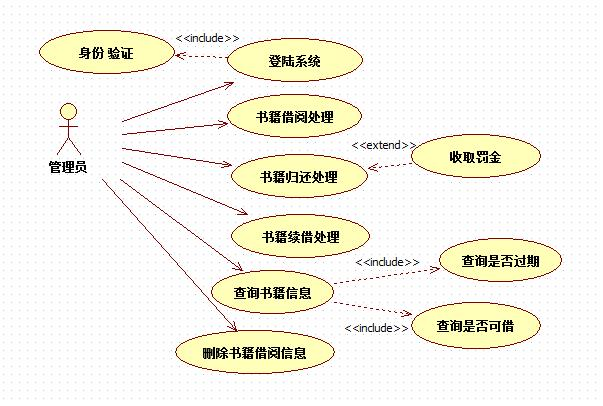 <<include>>
身份 验证
登陆系统
书籍借阅处理
<<extend>>
收取罚金
管理员
书籍归还处理
书籍续借处理
<<include>>
查询是否过期
查询书籍信息
<<include>>
查询是否可借
删除书籍借阅信息